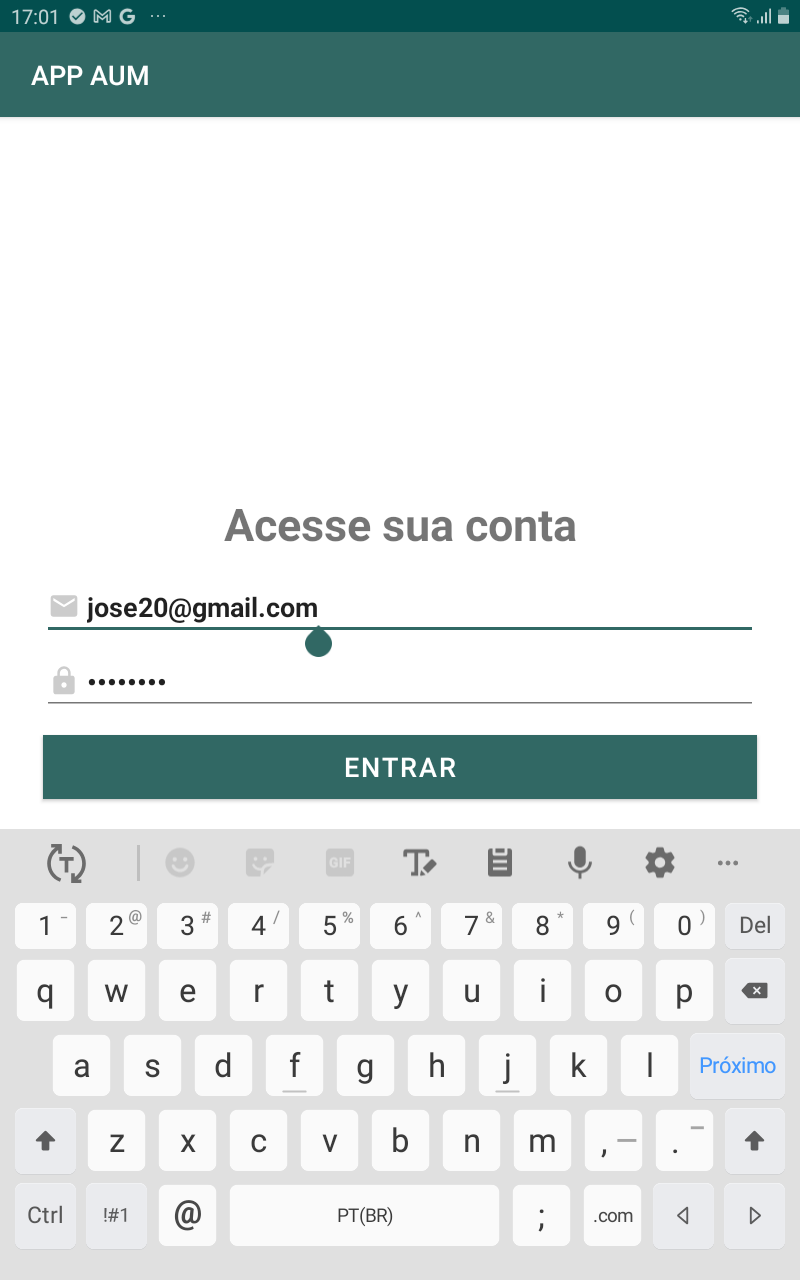 17:01
APP AUM
Acesse sua conta
jose20@gmail.com
••••••••
ENTRAR
T GIF T
1 - 2 @ 3 # 4 / 5 % 6 ^ 7 & 8 * 9 ( 0 ) Del
q w e r t y u i o p
a s d f g h j k l Próximo
z x c v b n m , — . –
Ctrl !#1 @ PT(BR) ; .com